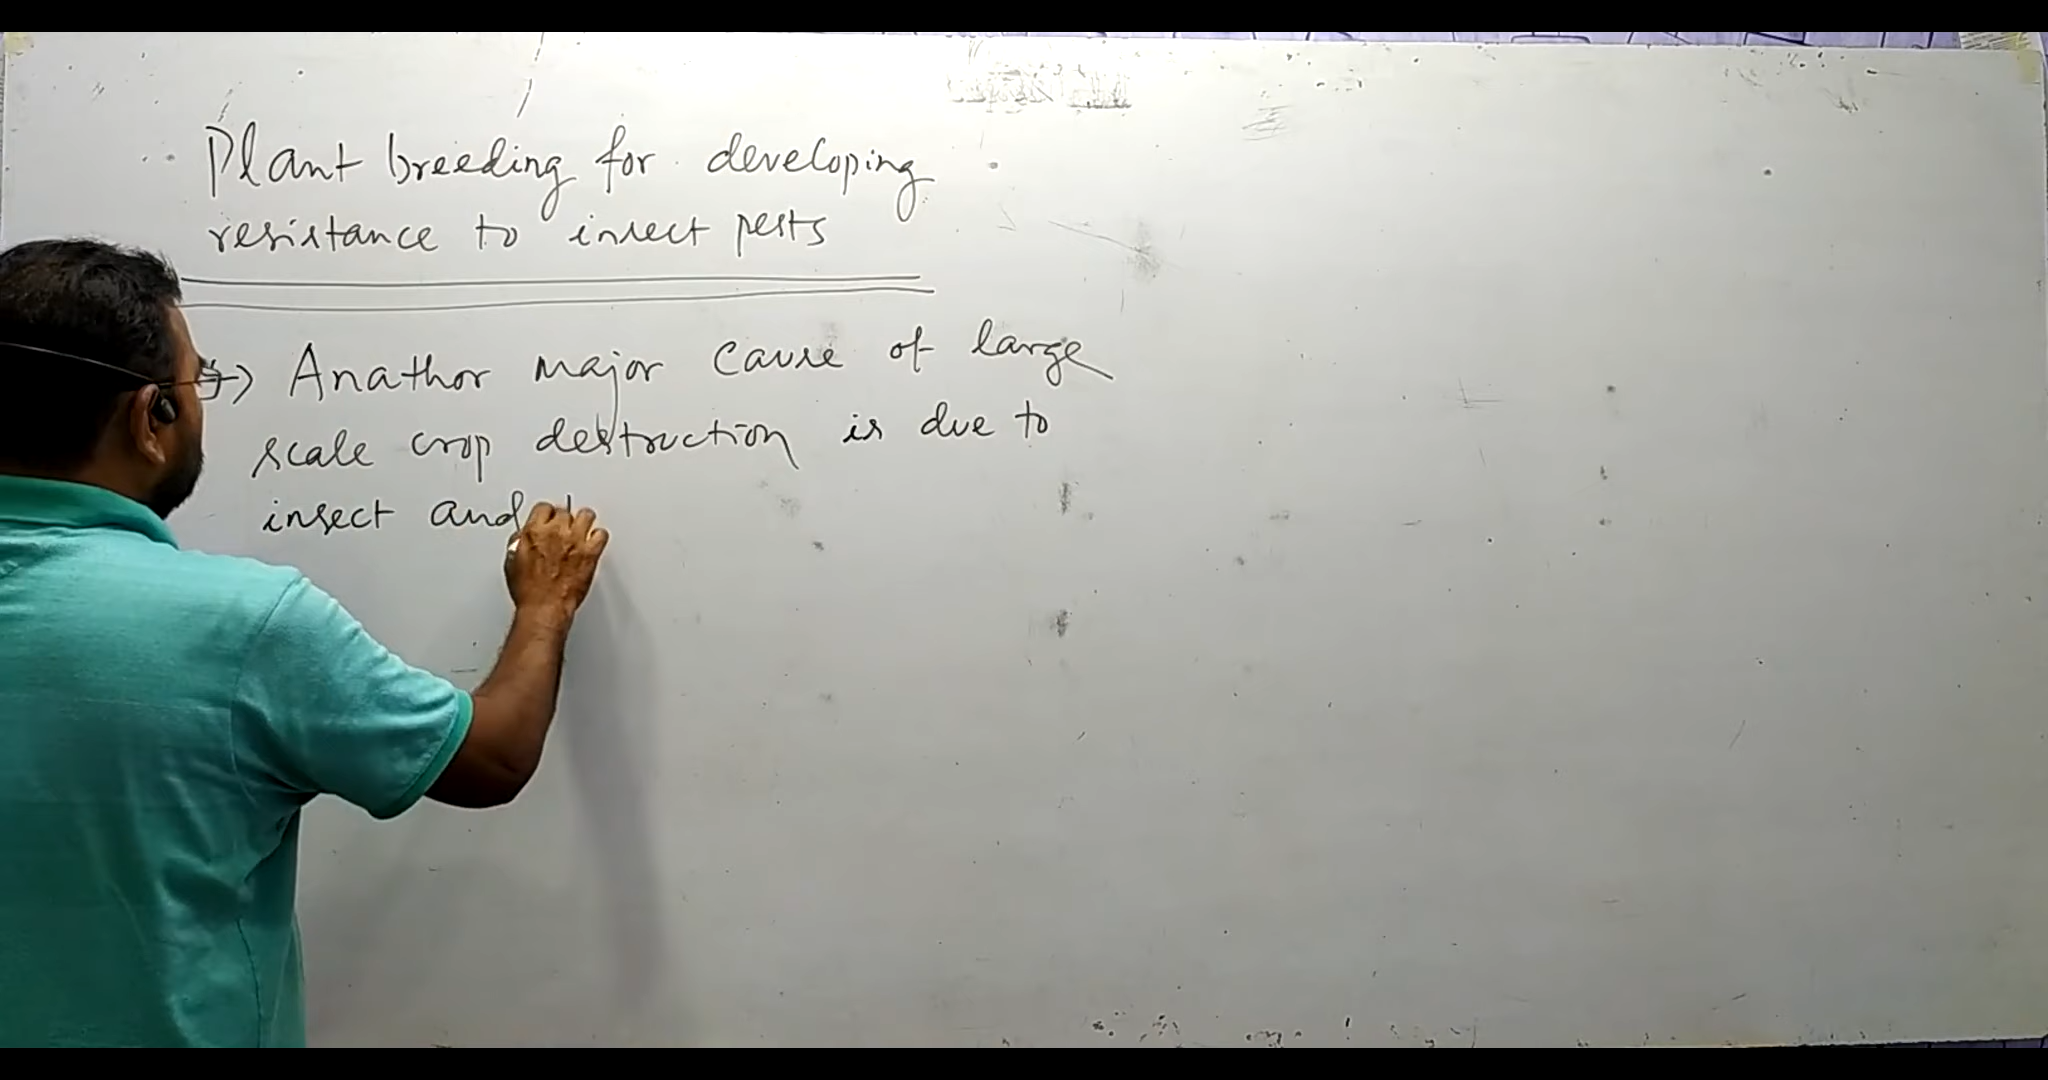 Plant breeding for developing
resistance to insect pests
Anathor major cause of large
scale crop destruction is due to
insect and